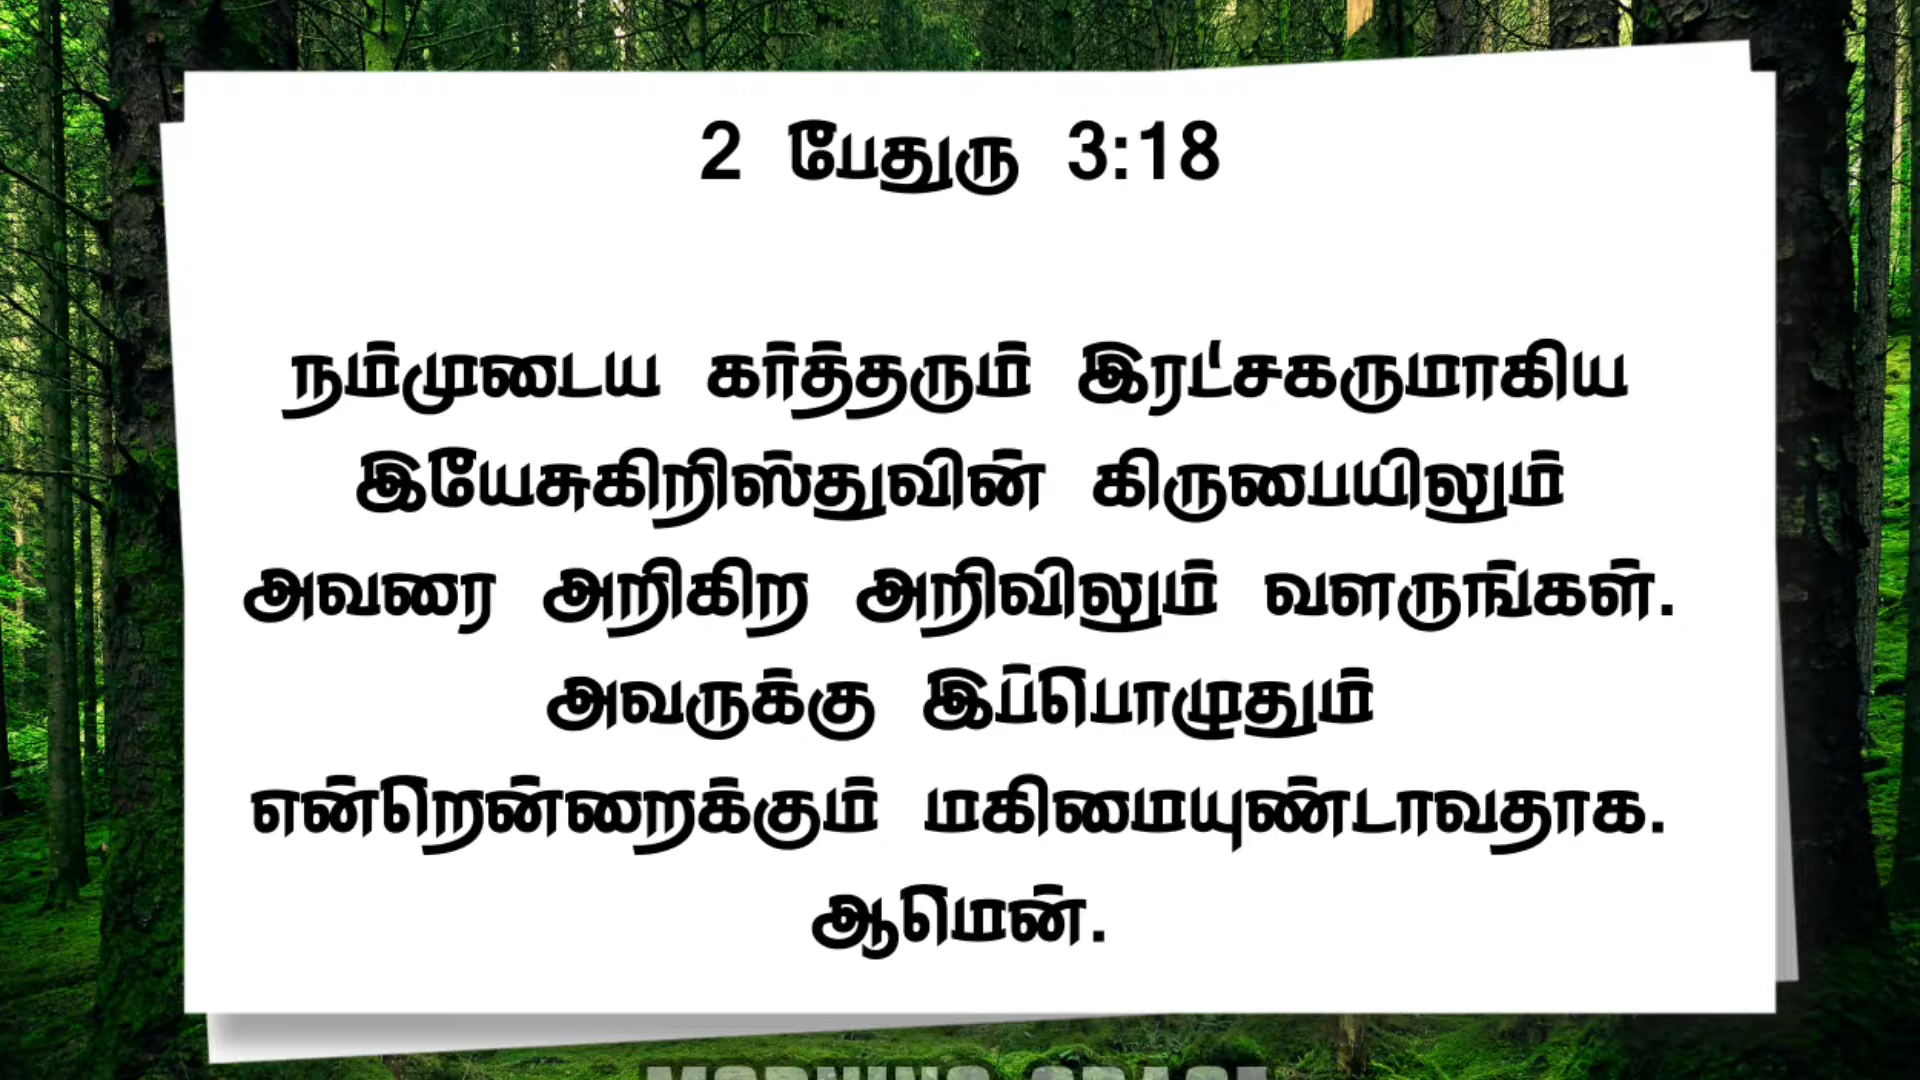 2 பேதுரு 3:18
நம்முடைய கர்த்தரும் இரட்சகருமாகிய
இயேசுகிறிஸ்துவின் கிருபையிலும்
அவரை அறிகிற அறிவிலும் வளருங்கள்.
அவருக்கு இப்பொழுதும்
என்றென்றைக்கும் மகிமையுண்டாவதாக.
ஆமென்.